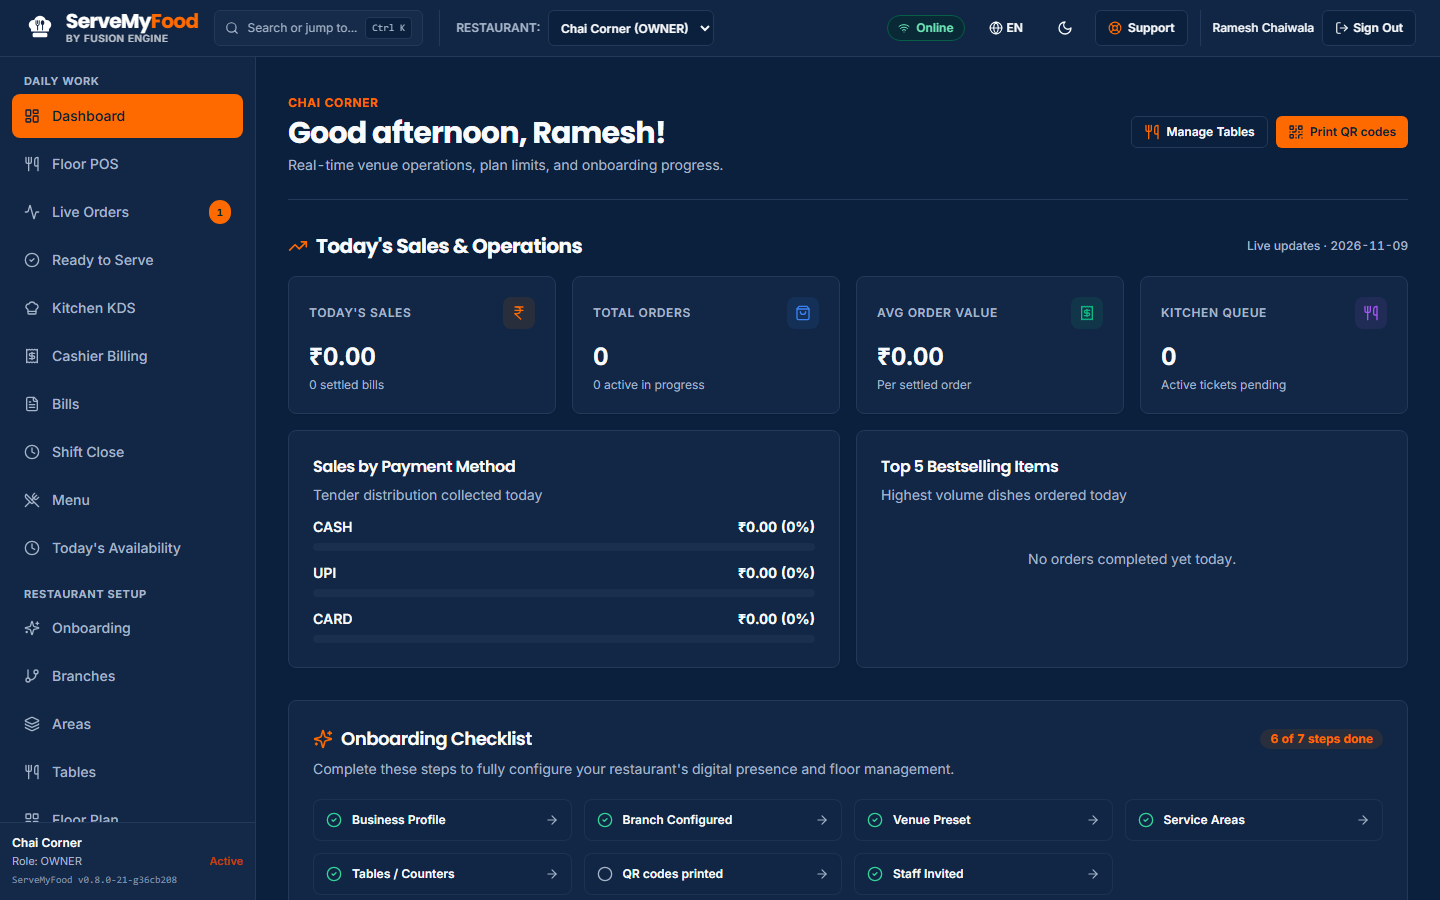 ServeMyFood
BY FUSION ENGINE
Search or jump to... Ctrl K
RESTAURANT: Chai Corner (OWNER)
Online
EN
Support
Ramesh Chaiwala
Sign Out
DAILY WORK
Dashboard
Floor POS
Live Orders 1
Ready to Serve
Kitchen KDS
Cashier Billing
Bills
Shift Close
Menu
Today's Availability
RESTAURANT SETUP
Onboarding
Branches
Areas
Tables
Floor Plan
Chai Corner
Role: OWNER Active
ServeMyFood v0.8.0-21-g36cb208
CHAI CORNER
Good afternoon, Ramesh!
Real-time venue operations, plan limits, and onboarding progress.
Manage Tables
Print QR codes
Today's Sales & Operations
Live updates · 2026-11-09
TODAY'S SALES
₹0.00
0 settled bills
TOTAL ORDERS
0
0 active in progress
AVG ORDER VALUE
₹0.00
Per settled order
KITCHEN QUEUE
0
Active tickets pending
Sales by Payment Method
Tender distribution collected today
CASH ₹0.00 (0%)
UPI ₹0.00 (0%)
CARD ₹0.00 (0%)
Top 5 Bestselling Items
Highest volume dishes ordered today
No orders completed yet today.
Onboarding Checklist
6 of 7 steps done
Complete these steps to fully configure your restaurant's digital presence and floor management.
Business Profile
Branch Configured
Venue Preset
Service Areas
Tables / Counters
QR codes printed
Staff Invited